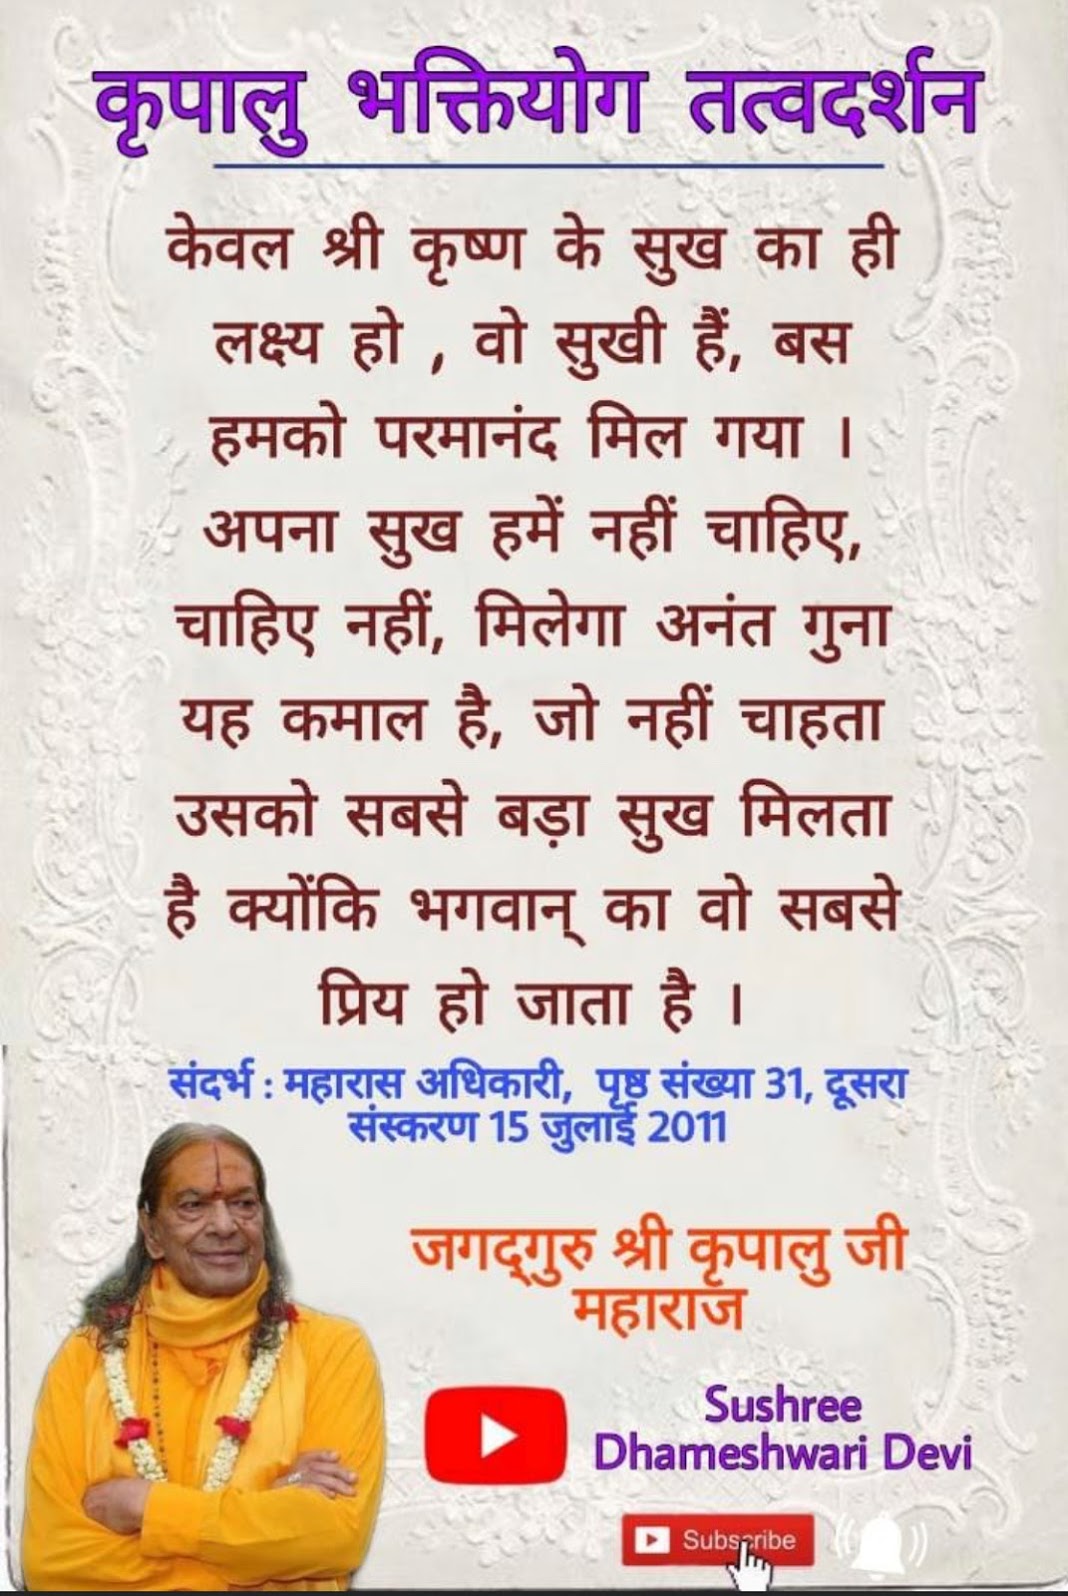 कृपालु भक्तियोग तत्वदर्शन
केवल श्री कृष्ण के सुख का ही
लक्ष्य हो , वो सुखी हैं, बस
हमको परमानंद मिल गया ।
अपना सुख हमें नहीं चाहिए,
चाहिए नहीं, मिलेगा अनंत गुना
यह कमाल है, जो नहीं चाहता
उसको सबसे बड़ा सुख मिलता
है क्योंकि भगवान् का वो सबसे
प्रिय हो जाता है ।
संदर्भ : महारास अधिकारी, पृष्ठ संख्या 31, दूसरा
संस्करण 15 जुलाई 2011
जगद्गुरु श्री कृपालु जी
महाराज
Sushree
Dhameshwari Devi
Subscribe